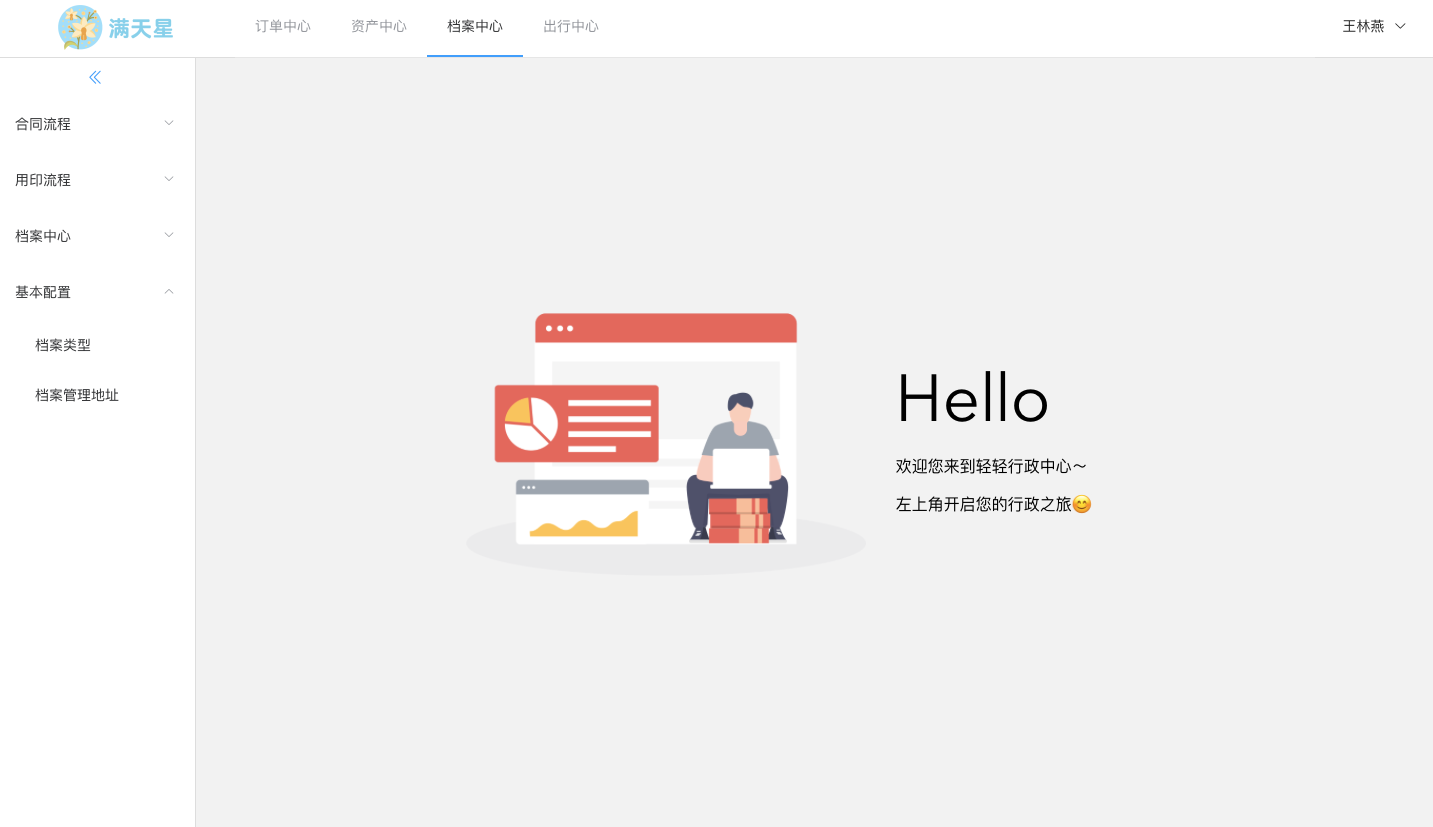 满天星
订单中心
资产中心
档案中心
出行中心
王林燕
合同流程
用印流程
档案中心
基本配置
档案类型
档案管理地址
Hello
欢迎您来到轻轻行政中心～
左上角开启您的行政之旅😊